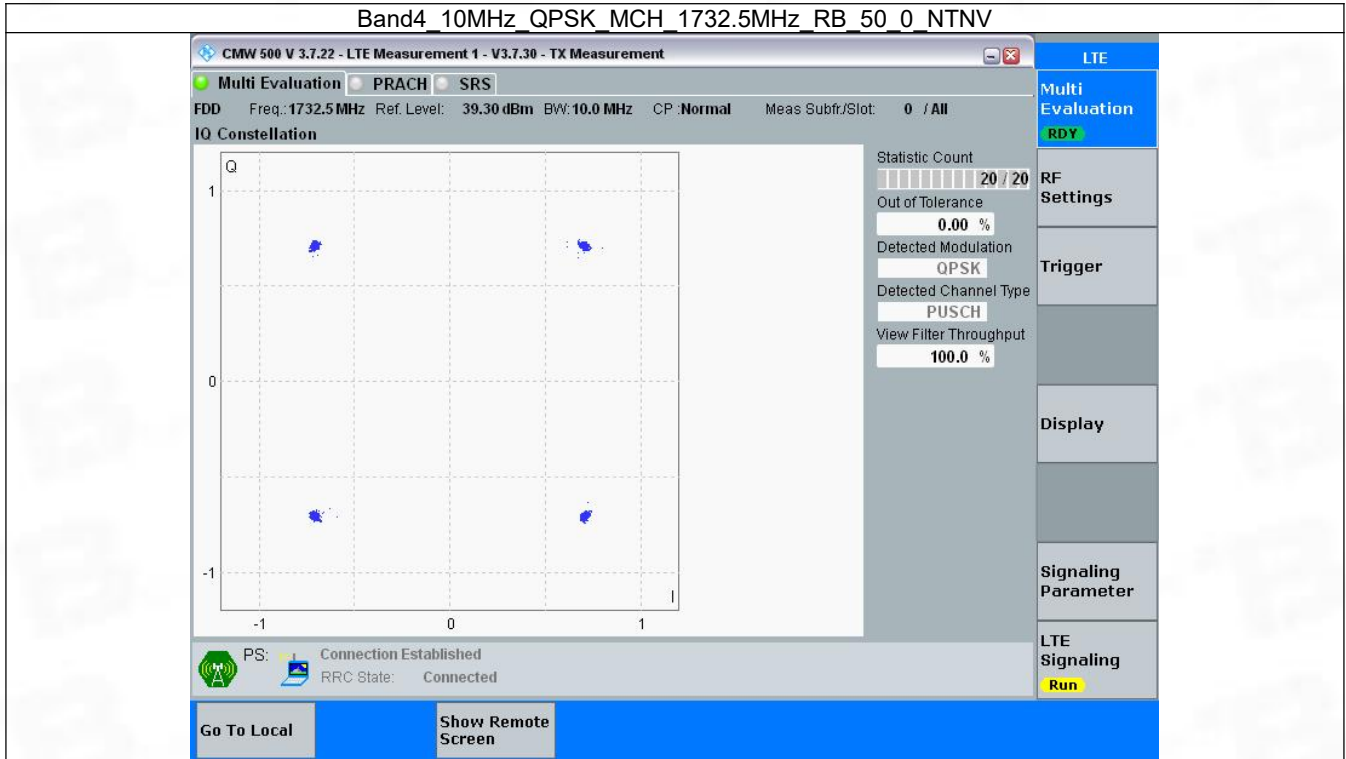 Band4_10MHz_QPSK_MCH_1732.5MHz_RB_50_0_NTNV
CMW 500 V 3.7.22 - LTE Measurement 1 - V3.7.30 - TX Measurement
LTE
Multi Evaluation PRACH SRS
Multi
Evaluation
RDY
FDD Freq.: 1732.5 MHz Ref. Level: 39.30 dBm BW: 10.0 MHz CP :Normal Meas Subfr./Slot: 0 / All
IQ Constellation
Q
1
0
-1
I
-1 0 1
Statistic Count
20 / 20
Out of Tolerance
0.00 %
Detected Modulation
QPSK
Detected Channel Type
PUSCH
View Filter Throughput
100.0 %
RF
Settings
Trigger
Display
Signaling
Parameter
LTE
Signaling
Run
PS: Connection Established
RRC State: Connected
Go To Local
Show Remote
Screen